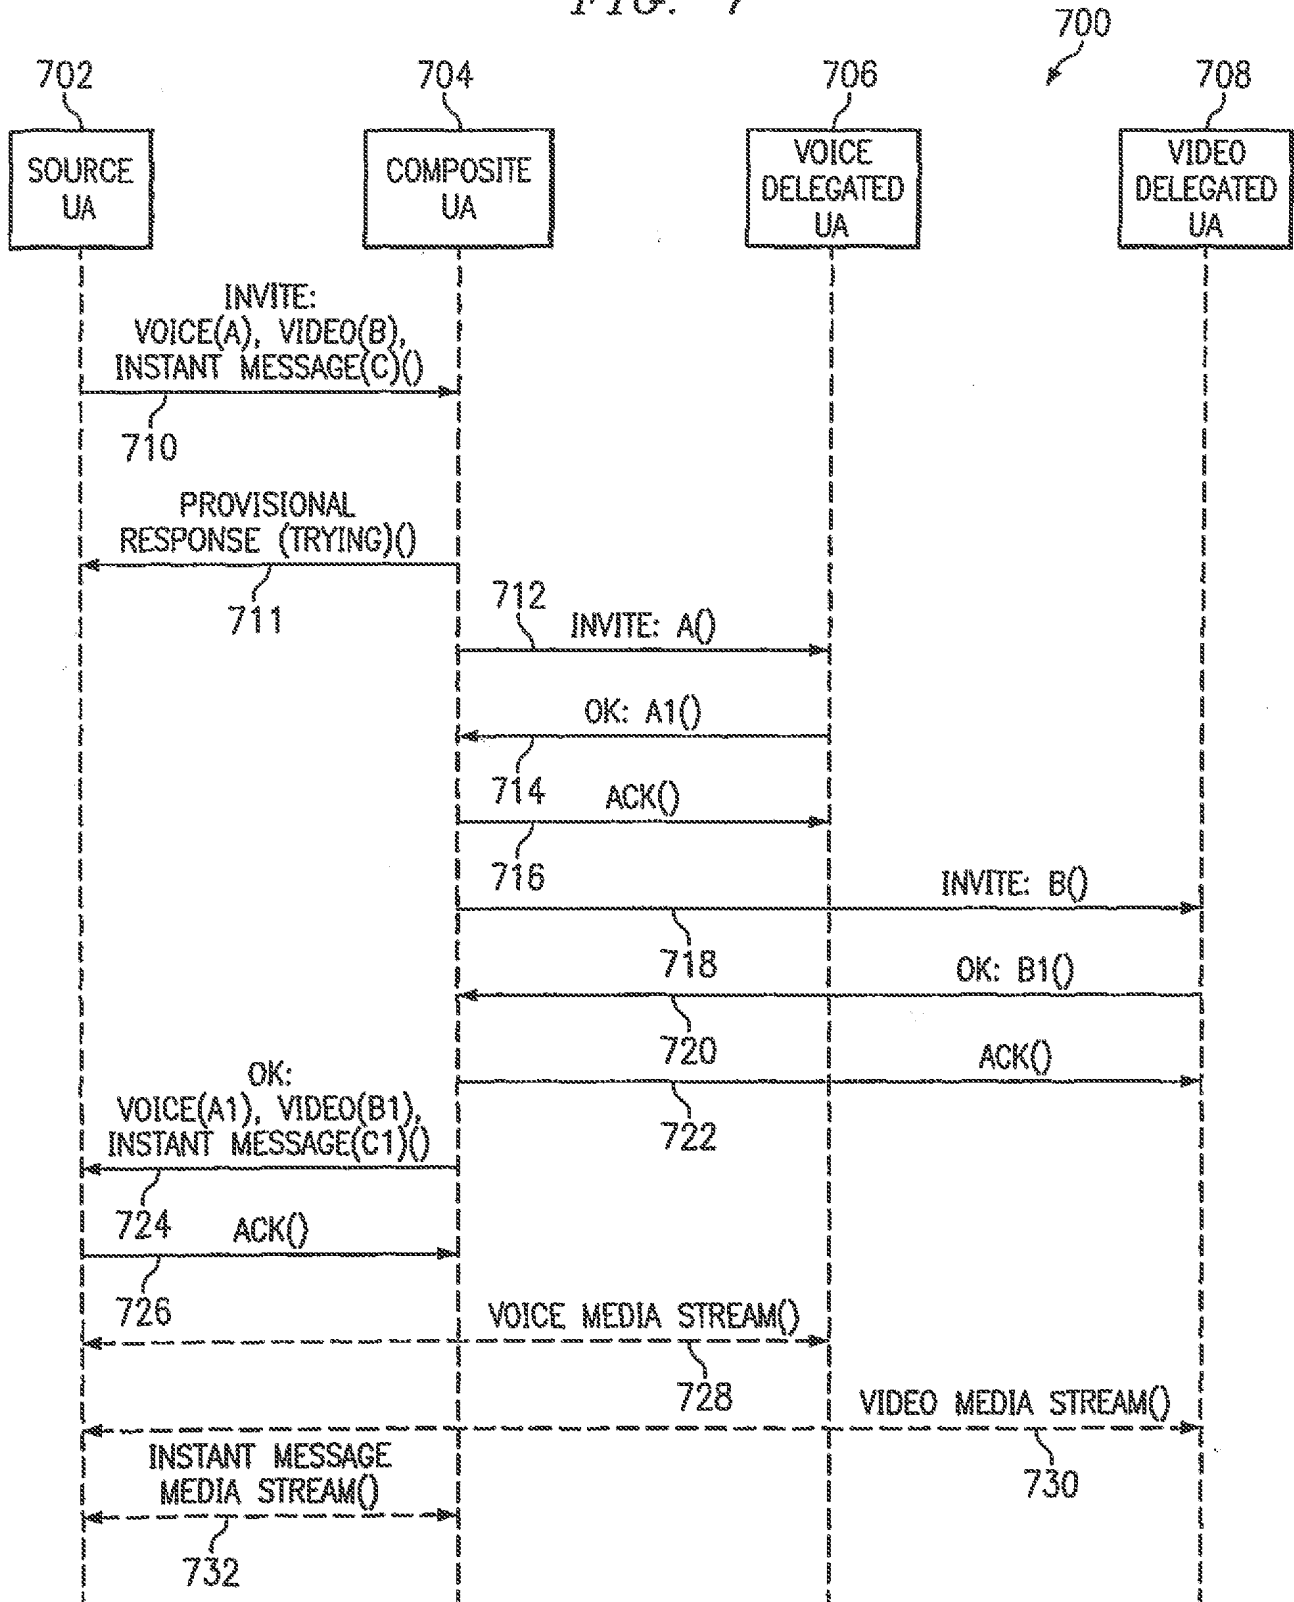 FIG. 7
700
702
704
706
708
SOURCE
UA
COMPOSITE
UA
VOICE
DELEGATED
UA
VIDEO
DELEGATED
UA
INVITE:
VOICE(A), VIDEO(B),
INSTANT MESSAGE(C)()
710
PROVISIONAL
RESPONSE (TRYING)()
711
712
INVITE: A()
OK: A1()
714
ACK()
716
INVITE: B()
718
OK: B1()
720
ACK()
722
OK:
VOICE(A1), VIDEO(B1),
INSTANT MESSAGE(C1)()
724
ACK()
726
VOICE MEDIA STREAM()
728
VIDEO MEDIA STREAM()
730
INSTANT MESSAGE
MEDIA STREAM()
732